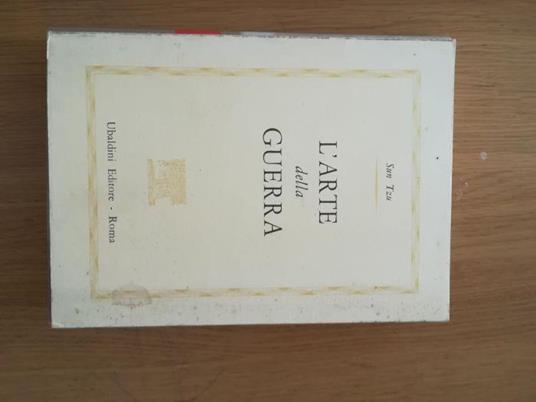 Sun Tzu
L'ARTE
della
GUERRA
Ubaldini Editore - Roma